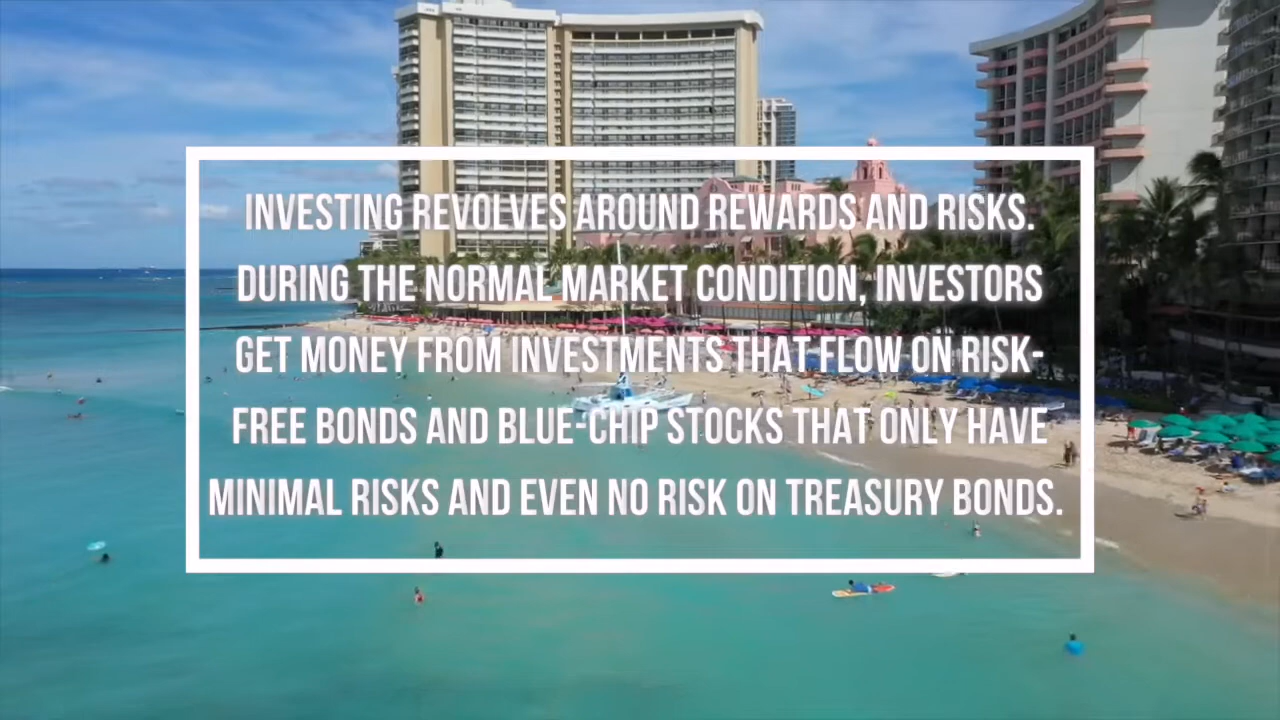 INVESTING REVOLVES AROUND REWARDS AND RISKS.
DURING THE NORMAL MARKET CONDITION, INVESTORS
GET MONEY FROM INVESTMENTS THAT FLOW ON RISK-
FREE BONDS AND BLUE-CHIP STOCKS THAT ONLY HAVE
MINIMAL RISKS AND EVEN NO RISK ON TREASURY BONDS.